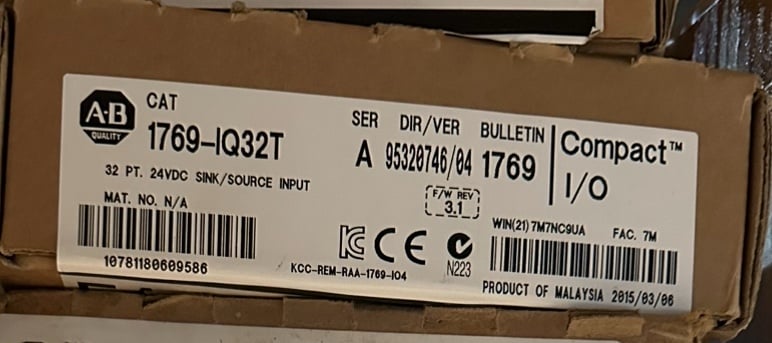 A-B
QUALITY
CAT
1769-IQ32T
32 PT. 24VDC SINK/SOURCE INPUT
MAT. NO. N/A
10781180609586
SER DIR/VER BULLETIN
A 95320746/04 1769
F/W REV
3.1
Compact™
I/O
KCC-REM-RAA-1769-IO4
CE
N223
WIN(21) 7M7NC9UA FAC. 7M
PRODUCT OF MALAYSIA 2015/03/06